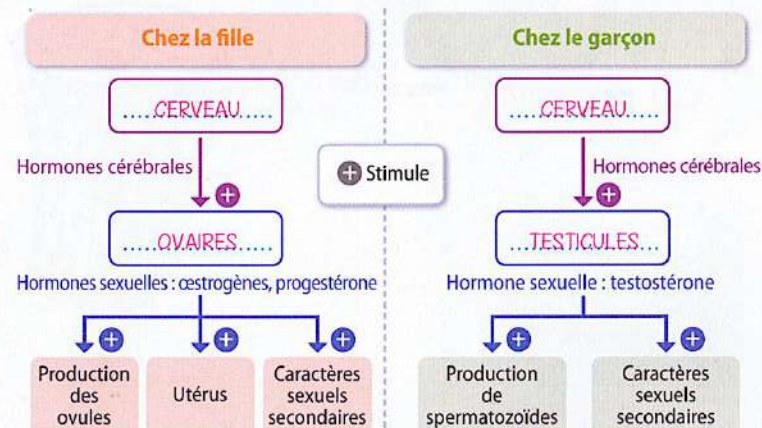 Chez la fille
Chez le garçon
CERVEAU
CERVEAU
Hormones cérébrales
Stimule
Hormones cérébrales
OVAIRES
TESTICULES
Hormones sexuelles : œstrogènes, progestérone
Hormone sexuelle : testostérone
Production
des
ovules
Utérus
Caractères
sexuels
secondaires
Production
de
spermatozoïdes
Caractères
sexuels
secondaires